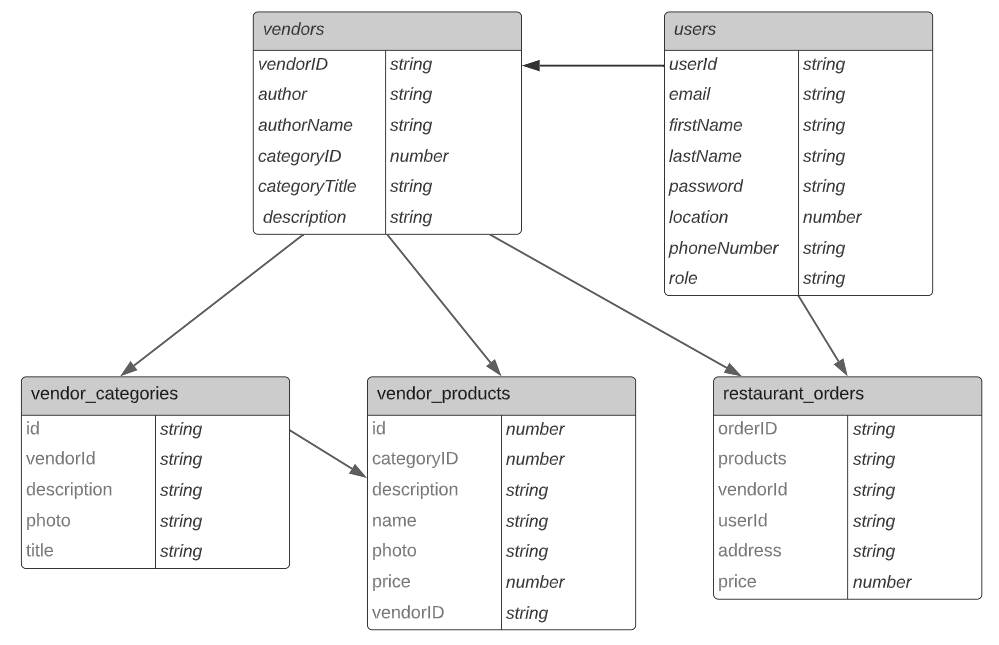 vendors
vendorID string
author string
authorName string
categoryID number
categoryTitle string
description string
users
userId string
email string
firstName string
lastName string
password string
location number
phoneNumber string
role string
vendor_categories
id string
vendorId string
description string
photo string
title string
vendor_products
id number
categoryID number
description string
name string
photo string
price number
vendorID string
restaurant_orders
orderID string
products string
vendorId string
userId string
address string
price number